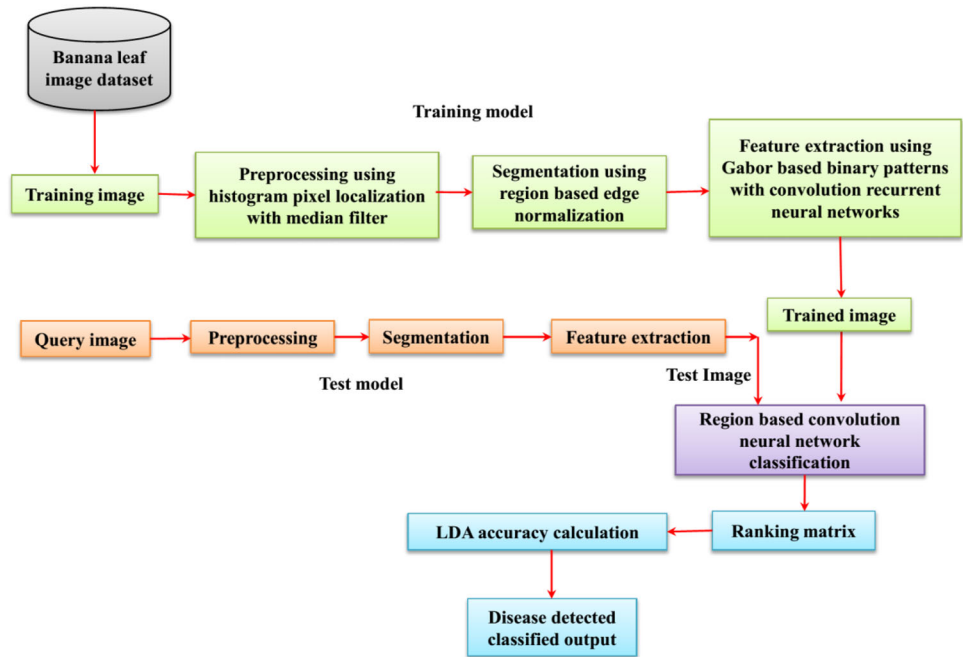 Banana leaf
image dataset
Training model
Training image
Preprocessing using
histogram pixel localization
with median filter
Segmentation using
region based edge
normalization
Feature extraction using
Gabor based binary patterns
with convolution recurrent
neural networks
Trained image
Query image
Preprocessing
Segmentation
Feature extraction
Test model
Test Image
Region based convolution
neural network
classification
LDA accuracy calculation
Ranking matrix
Disease detected
classified output